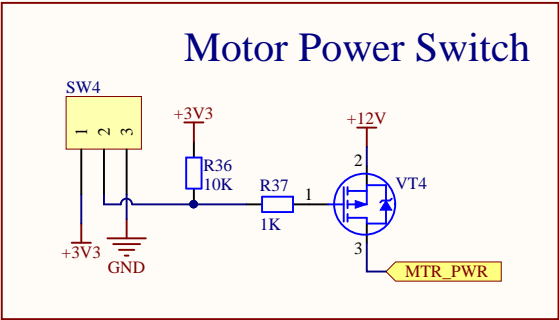 Motor Power Switch
SW4
1 2 3
+3V3
GND
+3V3
R36
10K
R37
1K
1
+12V
2
VT4
3
MTR_PWR